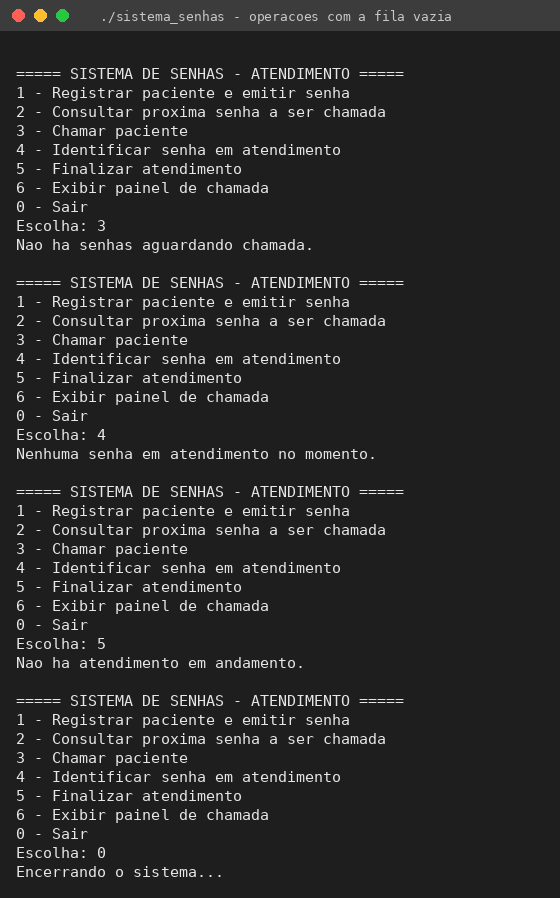 ./sistema_senhas - operacoes com a fila vazia
===== SISTEMA DE SENHAS - ATENDIMENTO =====
1 - Registrar paciente e emitir senha
2 - Consultar proxima senha a ser chamada
3 - Chamar paciente
4 - Identificar senha em atendimento
5 - Finalizar atendimento
6 - Exibir painel de chamada
0 - Sair
Escolha: 3
Nao ha senhas aguardando chamada.
===== SISTEMA DE SENHAS - ATENDIMENTO =====
1 - Registrar paciente e emitir senha
2 - Consultar proxima senha a ser chamada
3 - Chamar paciente
4 - Identificar senha em atendimento
5 - Finalizar atendimento
6 - Exibir painel de chamada
0 - Sair
Escolha: 4
Nenhuma senha em atendimento no momento.
===== SISTEMA DE SENHAS - ATENDIMENTO =====
1 - Registrar paciente e emitir senha
2 - Consultar proxima senha a ser chamada
3 - Chamar paciente
4 - Identificar senha em atendimento
5 - Finalizar atendimento
6 - Exibir painel de chamada
0 - Sair
Escolha: 5
Nao ha atendimento em andamento.
===== SISTEMA DE SENHAS - ATENDIMENTO =====
1 - Registrar paciente e emitir senha
2 - Consultar proxima senha a ser chamada
3 - Chamar paciente
4 - Identificar senha em atendimento
5 - Finalizar atendimento
6 - Exibir painel de chamada
0 - Sair
Escolha: 0
Encerrando o sistema...